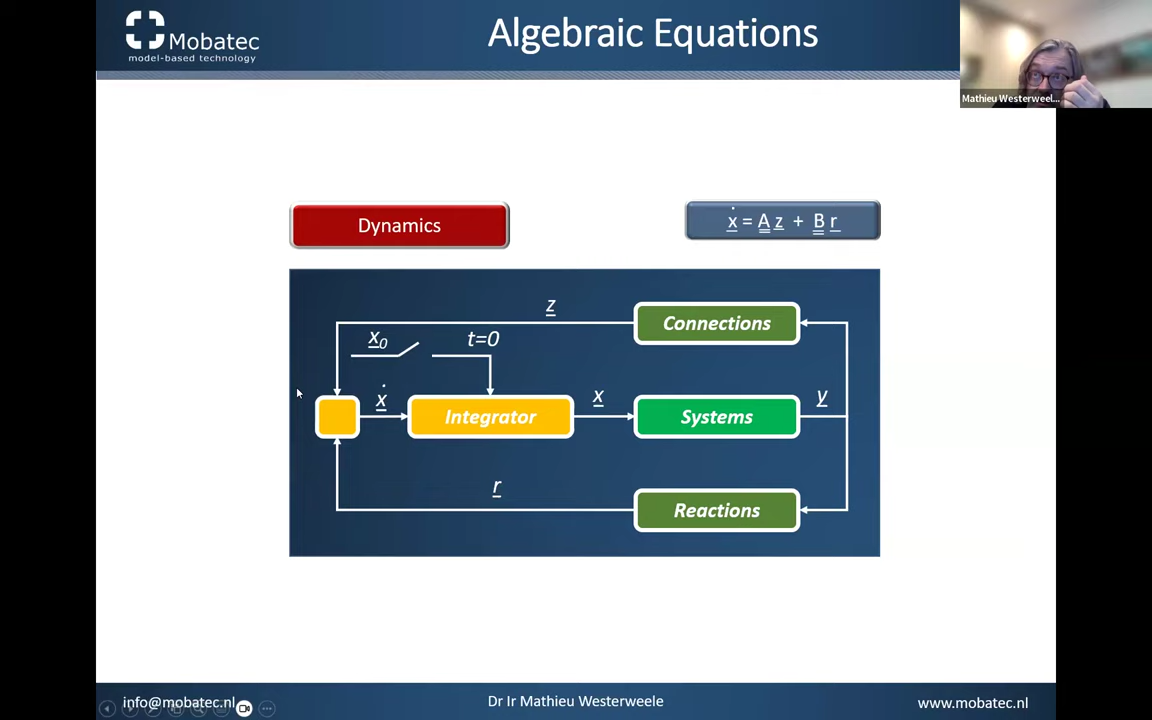 Mobatec
model-based technology
Algebraic Equations
Mathieu Westerweel...
Dynamics
ẋ = A z + B r
z
x₀
t=0
Connections
ẋ
Integrator
x
Systems
y
r
Reactions
info@mobatec.nl
Dr Ir Mathieu Westerweele
www.mobatec.nl